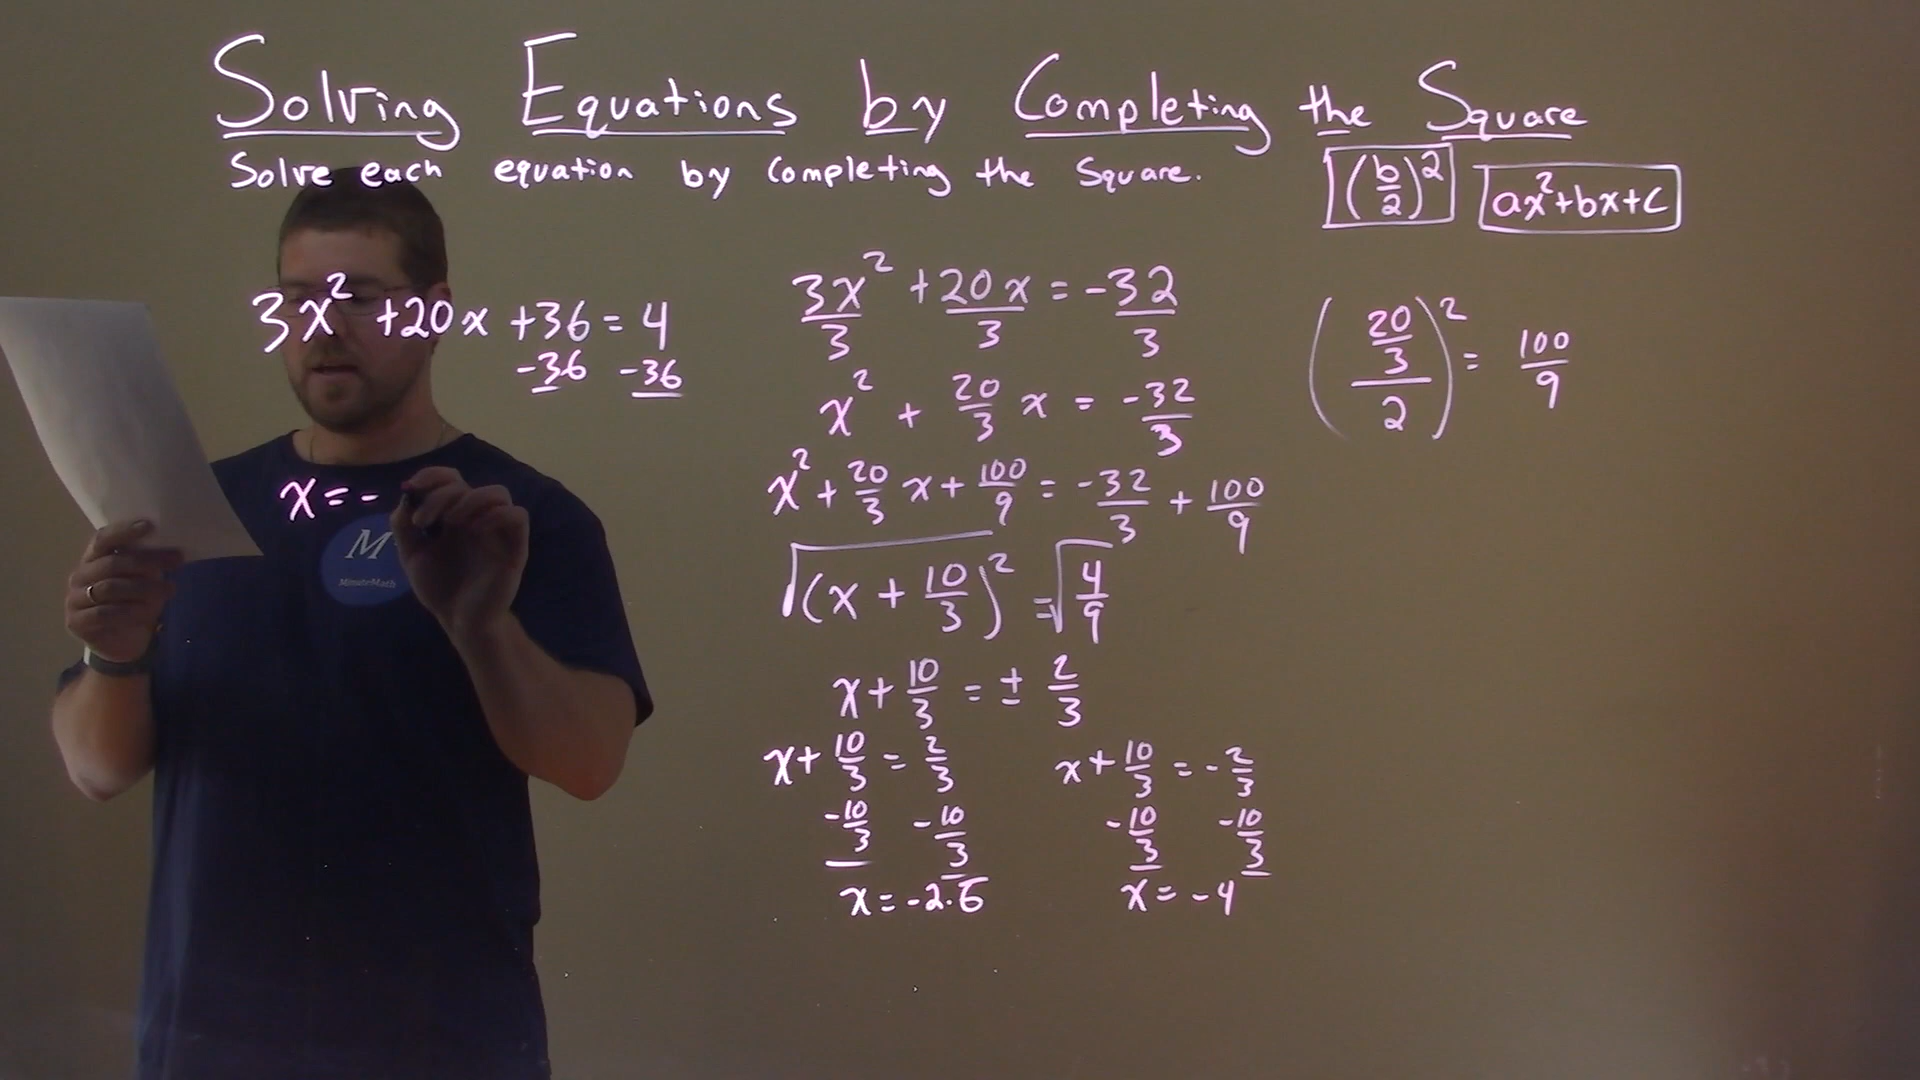 Solving Equations by Completing the Square
Solve each equation by completing the square.
(b/2)² ax²+bx+c
3x² +20x +36 = 4
-36 -36
x = -
M
MinuteMath
3x²/3 + 20x/3 = -32/3
x² + 20/3 x = -32/3
x² + 20/3 x + 100/9 = -32/3 + 100/9
√(x + 10/3)² = √4/9
x + 10/3 = ± 2/3
x + 10/3 = 2/3
-10/3 -10/3
x = -2.6̅
x + 10/3 = -2/3
-10/3 -10/3
x = -4
((20/3)/2)² = 100/9